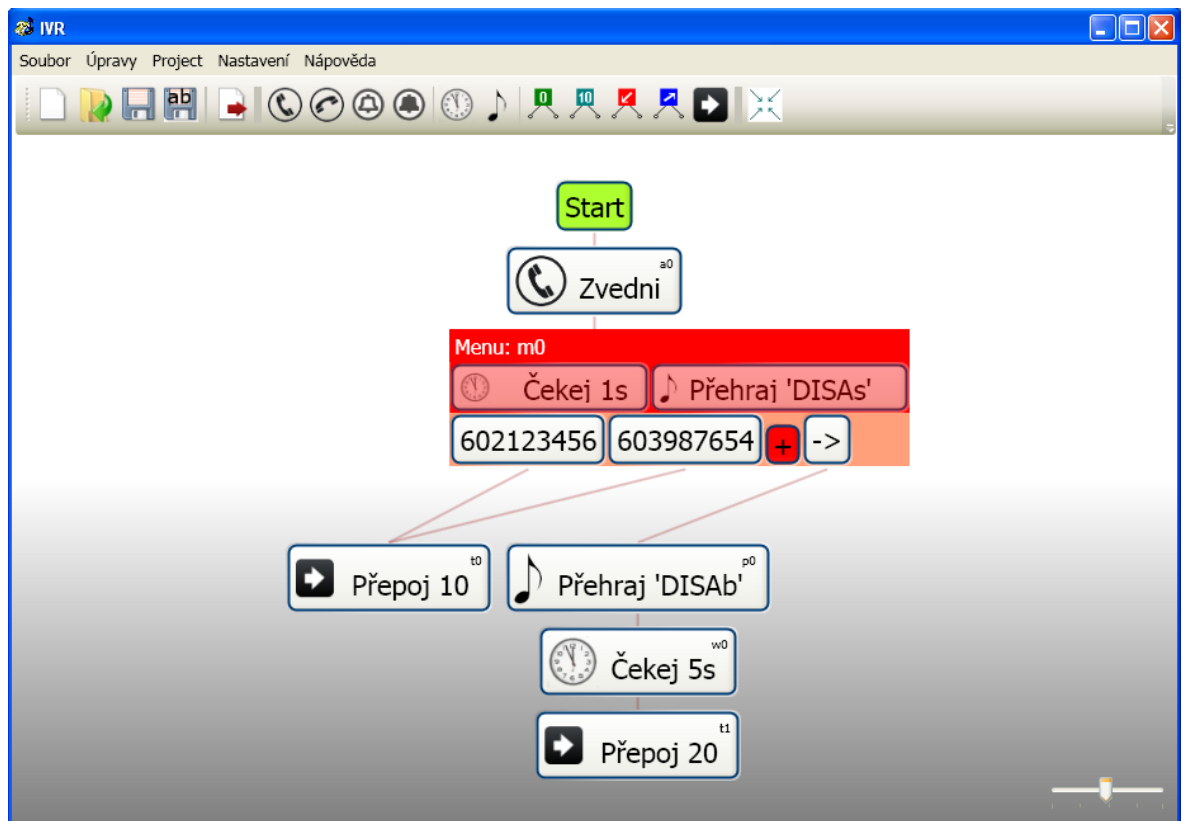 IVR
Soubor Úpravy Project Nastavení Nápověda
ab 0 10
Start
a0
Zvedni
Menu: m0
Čekej 1s Přehraj 'DISAs'
602123456 603987654 + ->
t0 p0
Přepoj 10 Přehraj 'DISAb'
w0
Čekej 5s
t1
Přepoj 20